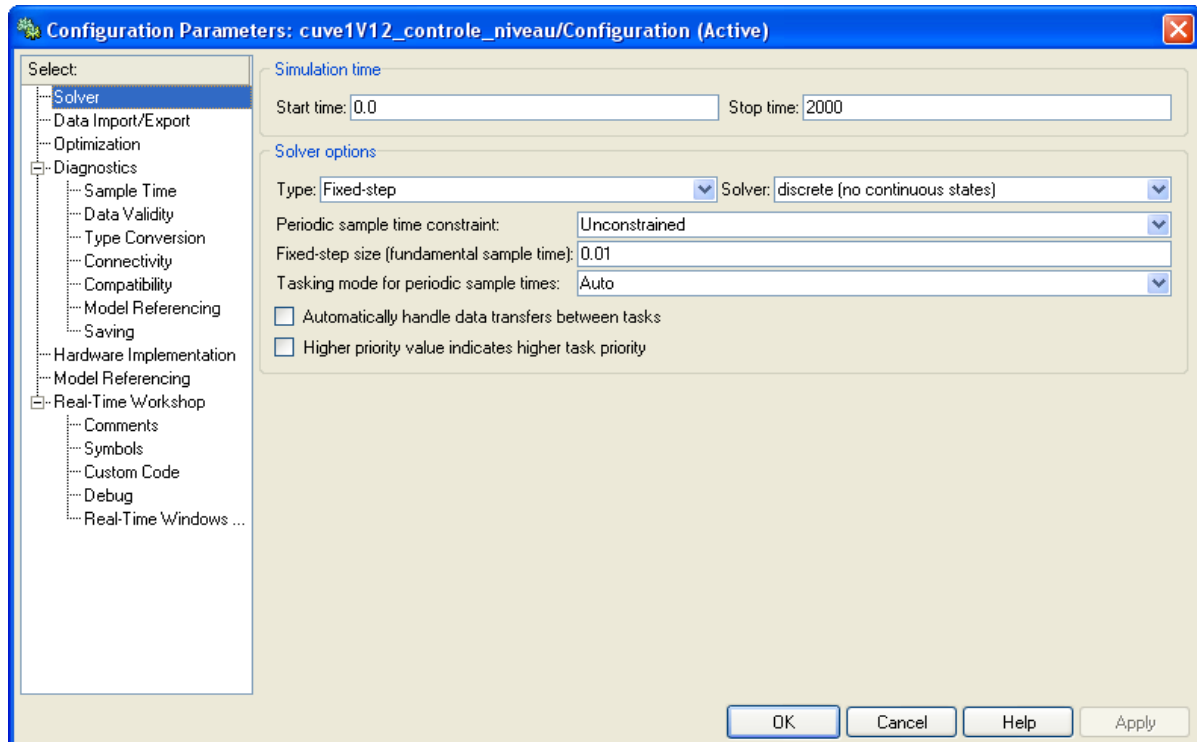 Configuration Parameters: cuve1V12_controle_niveau/Configuration (Active)
Select:
Solver
Data Import/Export
Optimization
Diagnostics
Sample Time
Data Validity
Type Conversion
Connectivity
Compatibility
Model Referencing
Saving
Hardware Implementation
Model Referencing
Real-Time Workshop
Comments
Symbols
Custom Code
Debug
Real-Time Windows ...
Simulation time
Start time: 0.0 Stop time: 2000
Solver options
Type: Fixed-step Solver: discrete (no continuous states)
Periodic sample time constraint: Unconstrained
Fixed-step size (fundamental sample time): 0.01
Tasking mode for periodic sample times: Auto
Automatically handle data transfers between tasks
Higher priority value indicates higher task priority
OK Cancel Help Apply